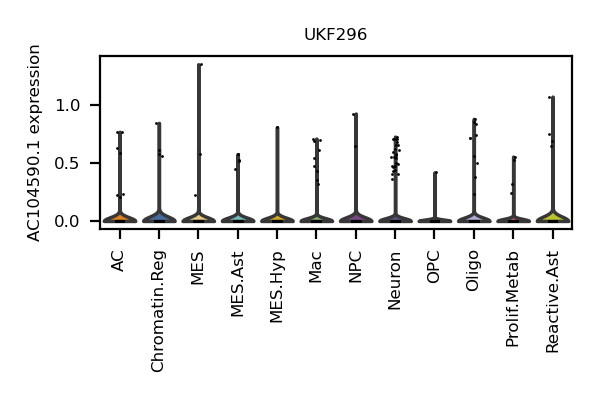 UKF296
AC104590.1 expression
1.0
0.5
0.0
AC
Chromatin.Reg
MES
MES.Ast
MES.Hyp
Mac
NPC
Neuron
OPC
Oligo
Prolif.Metab
Reactive.Ast